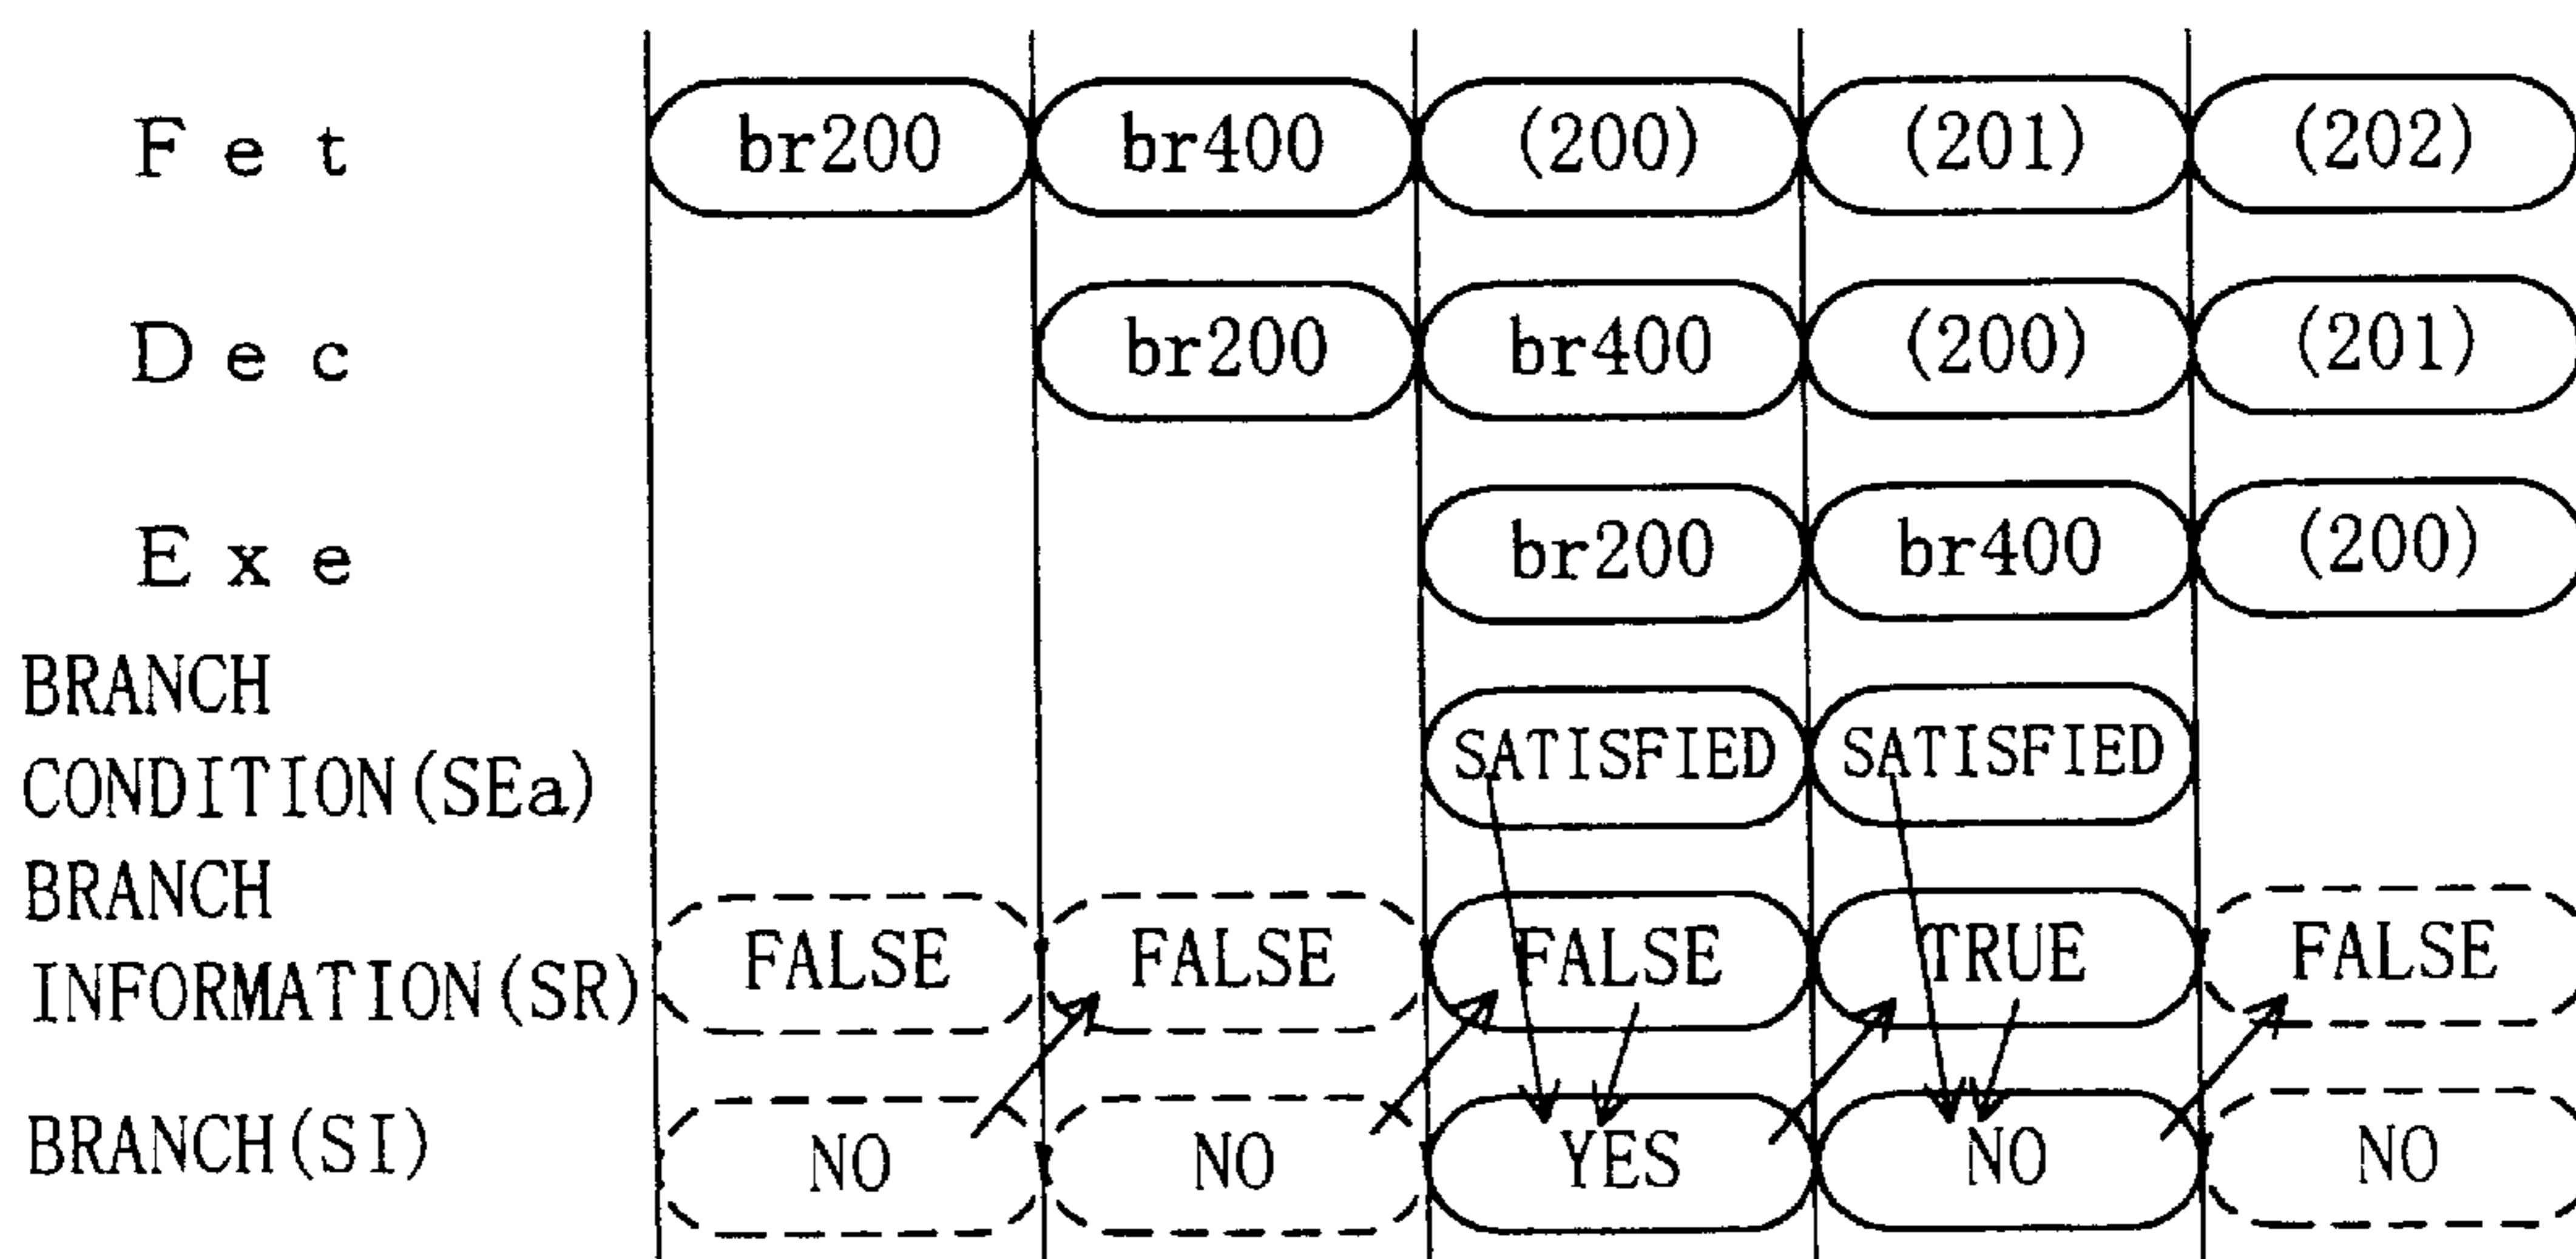 Fet br200 br400 (200) (201) (202)
Dec br200 br400 (200) (201)
Exe br200 br400 (200)
BRANCH
CONDITION(SEa) SATISFIED SATISFIED
BRANCH
INFORMATION(SR) FALSE FALSE FALSE TRUE FALSE
BRANCH(SI) NO NO YES NO NO